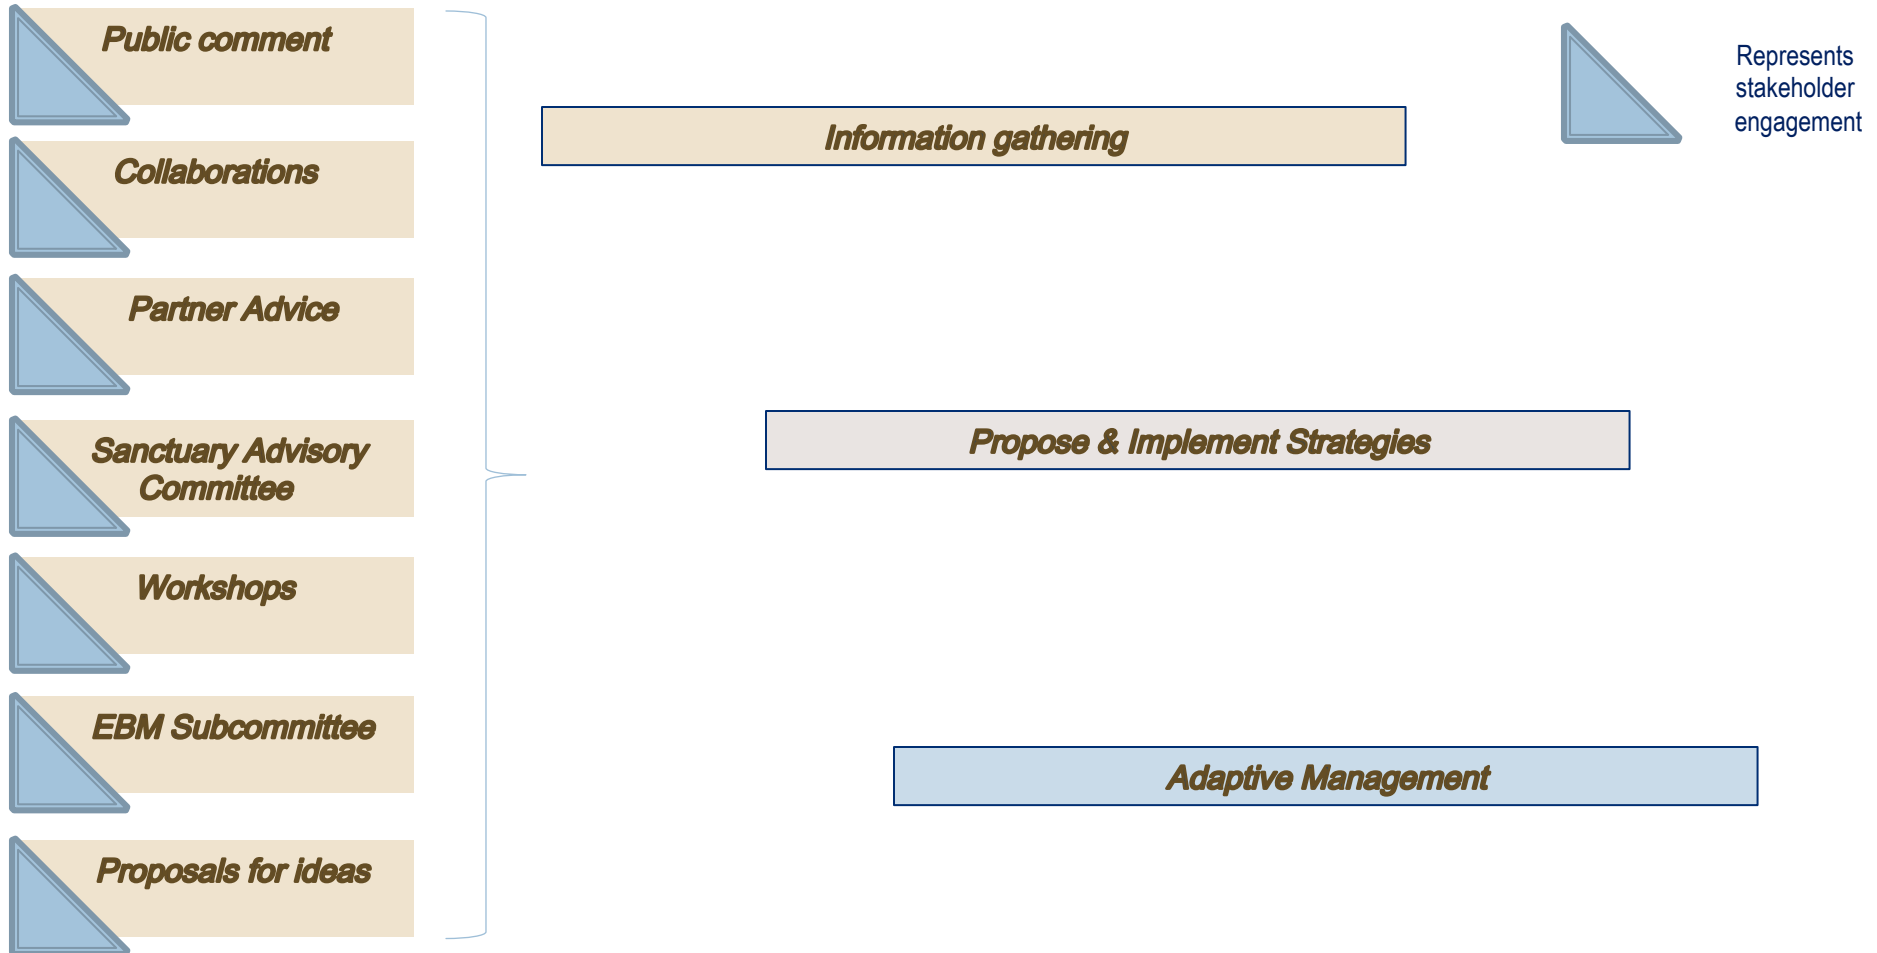 Public comment
Collaborations
Partner Advice
Sanctuary Advisory
Committee
Workshops
EBM Subcommittee
Proposals for ideas
Information gathering
Propose & Implement Strategies
Adaptive Management
Represents
stakeholder
engagement